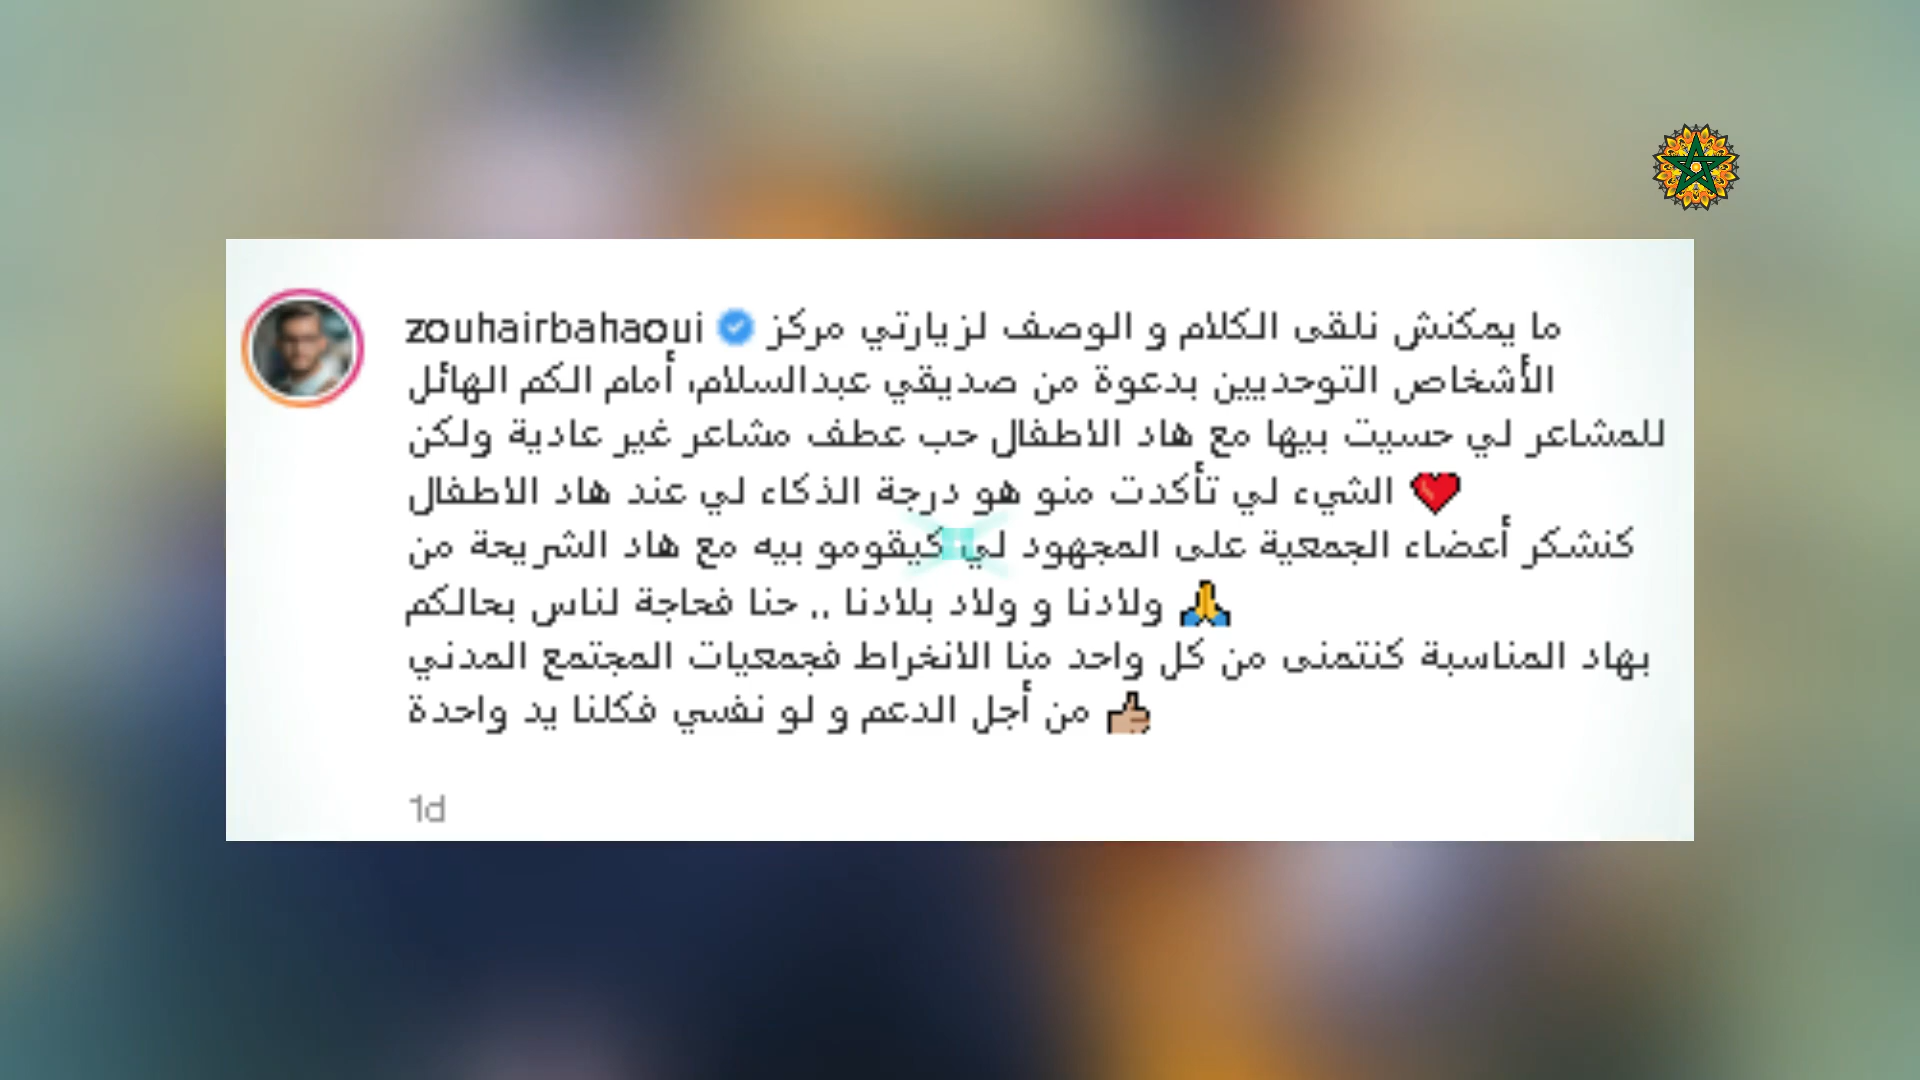 zouhairbahaoui ما يمكنش نلقى الكلام و الوصف لزيارتي مركز
الأشخاص التوحديين بدعوة من صديقي عبدالسلام، أمام الكم الهائل
للمشاعر لي حسيت بيها مع هاد الاطفال حب عطف مشاعر غير عادية ولكن
الشيء لي تأكدت منو هو درجة الذكاء لي عند هاد الاطفال ❤️
كنشكر أعضاء الجمعية على المجهود لي كيقومو بيه مع هاد الشريحة من
ولادنا و ولاد بلادنا .. حنا فحاجة لناس بحالكم 🙏
بهاد المناسبة كنتمنى من كل واحد منا الانخراط فجمعيات المجتمع المدني
من أجل الدعم و لو نفسي فكلنا يد واحدة 👍🏼
1d